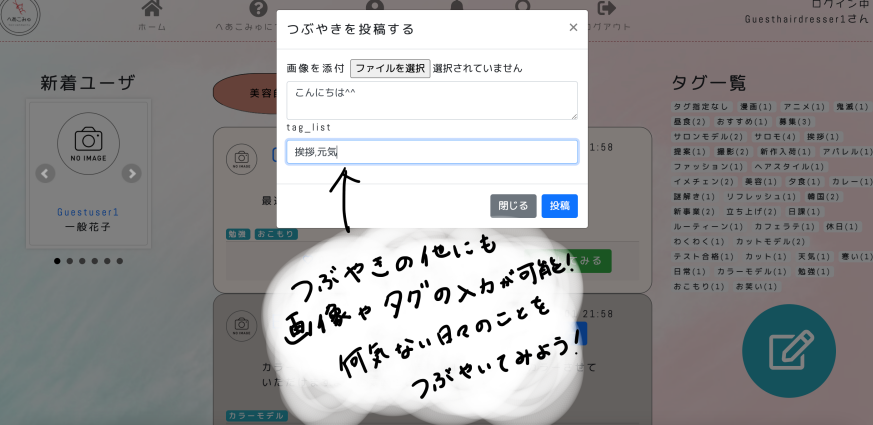 へあこみゅ
ホーム
へあこみゅに
グアウト
ログイン中
Guesthairdresser1さん
つぶやきを投稿する
×
画像を添付 ファイルを選択 選択されていません
こんにちは^^
tag_list
挨拶,元気
閉じる 投稿
新着ユーザ
NO IMAGE
Guestuser1
一般花子
美容
NO IMAGE
1:58
最
勉強 おこもり
てみる
NO IMAGE
21:58
カ
いた
て
カラーモデル
つぶやきの他にも
画像やタグの入力が可能!
何気ない日々のことを
つぶやいてみよう!
タグ一覧
タグ指定なし 漫画(1) アニメ(1) 鬼滅(1)
昼食(2) おすすめ(1) 募集(3)
サロンモデル(2) サロモ(4) 挨拶(1)
提案(1) 撮影(2) 新作入荷(1) アパレル(1)
ファッション(1) ヘアスタイル(1)
イメチェン(2) 美容(1) 夕食(1) カレー(1)
謎解き(1) リフレッシュ(1) 韓国(2)
新事業(2) 立ち上げ(2) 日課(1)
ルーティーン(1) カフェラテ(1) 休日(1)
わくわく(1) カットモデル(2)
テスト合格(1) カット(1) 天気(1) 寒い(1)
日常(1) カラーモデル(1) 勉強(1)
おこもり(1) お笑い(1)